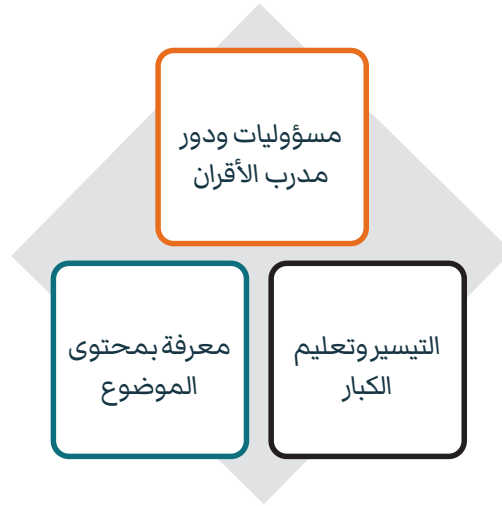 مسؤوليات ودور
مدرب الأقران
التيسير وتعليم
الكبار
معرفة بمحتوى
الموضوع